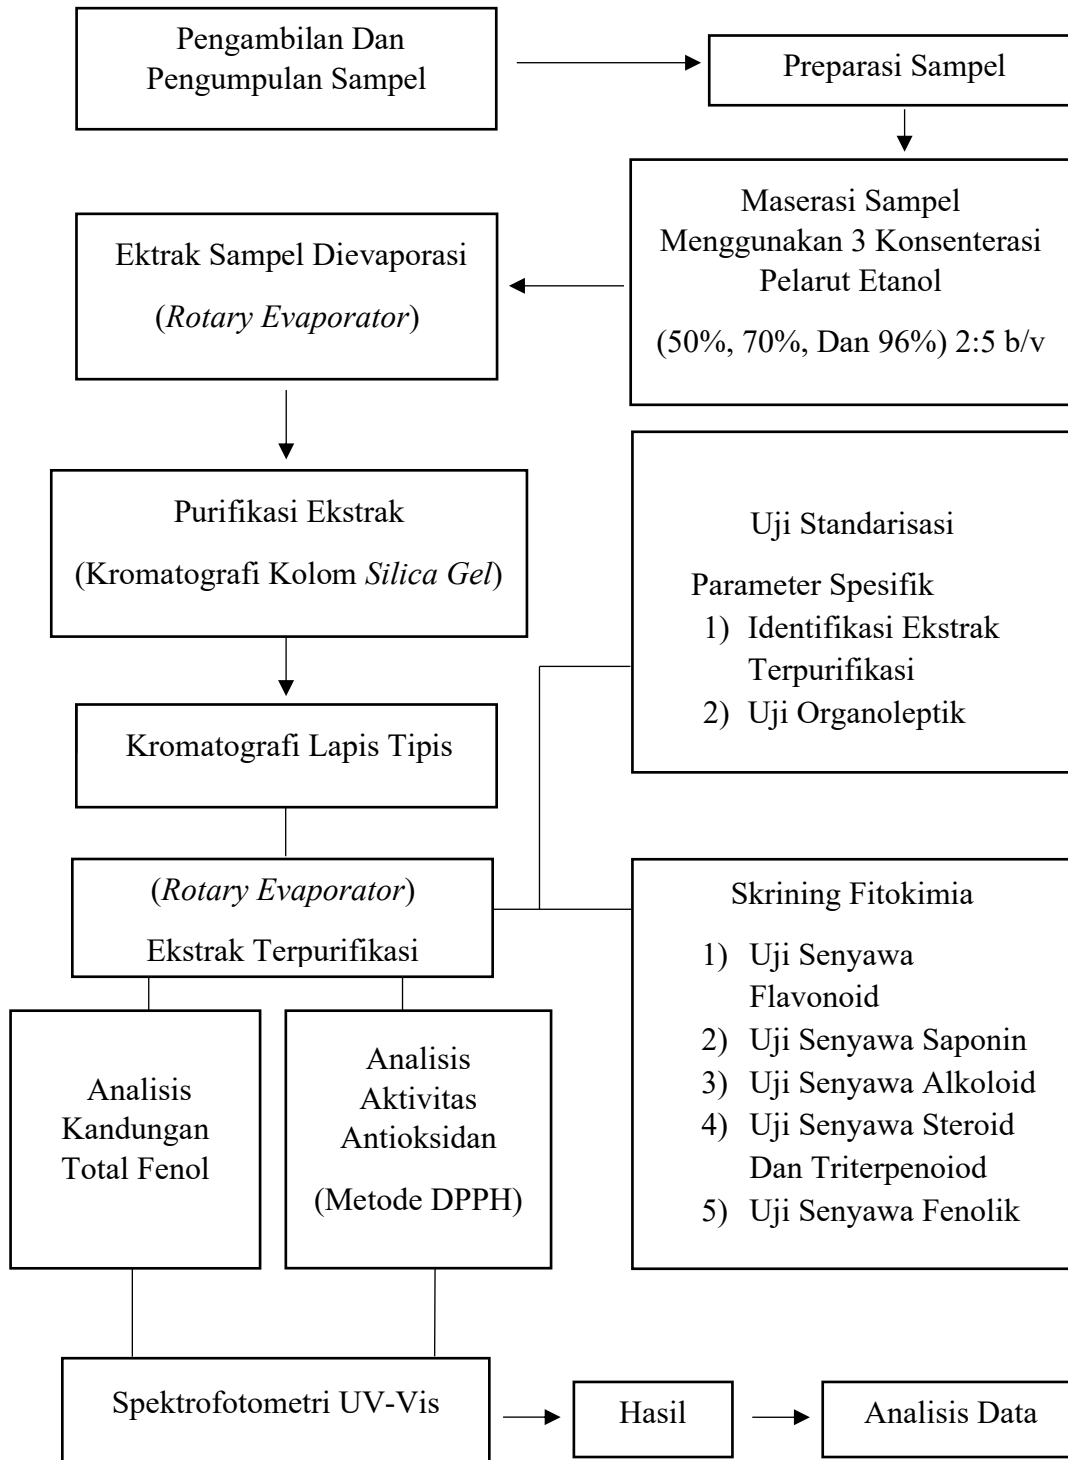 Pengambilan Dan
Pengumpulan Sampel
Preparasi Sampel
Maserasi Sampel
Menggunakan 3 Konsenterasi
Pelarut Etanol
(50%, 70%, Dan 96%) 2:5 b/v
Ektrak Sampel Dievaporasi
(Rotary Evaporator)
Purifikasi Ekstrak
(Kromatografi Kolom Silica Gel)
Kromatografi Lapis Tipis
(Rotary Evaporator)
Ekstrak Terpurifikasi
Uji Standarisasi
Parameter Spesifik
1) Identifikasi Ekstrak
Terpurifikasi
2) Uji Organoleptik
Skrining Fitokimia
1) Uji Senyawa
Flavonoid
2) Uji Senyawa Saponin
3) Uji Senyawa Alkoloid
4) Uji Senyawa Steroid
Dan Triterpenoiod
5) Uji Senyawa Fenolik
Analisis
Kandungan
Total Fenol
Analisis
Aktivitas
Antioksidan
(Metode DPPH)
Spektrofotometri UV-Vis
Hasil
Analisis Data